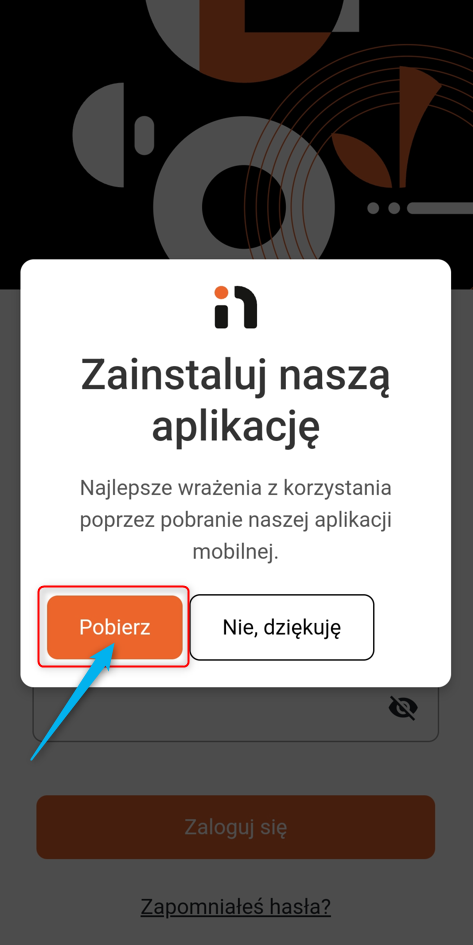 Zainstaluj naszą
aplikację
Najlepsze wrażenia z korzystania
poprzez pobranie naszej aplikacji
mobilnej.
Pobierz
Nie, dziękuję
Zaloguj się
Zapomniałeś hasła?